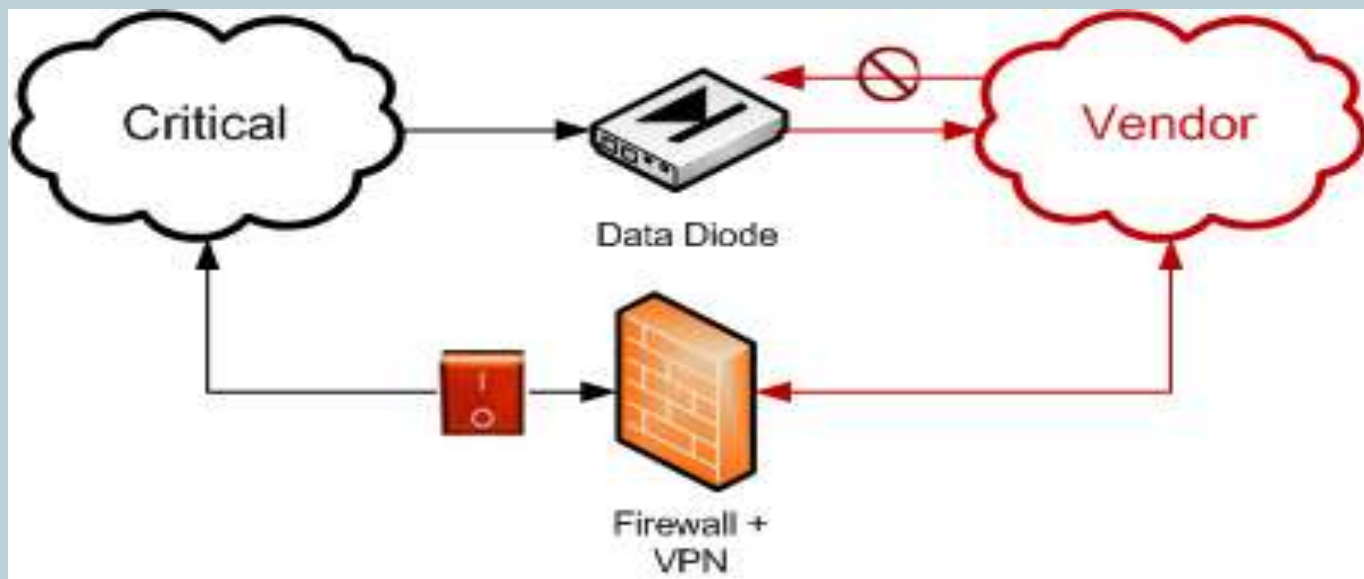 Critical
Vendor
Data Diode
Firewall +
VPN